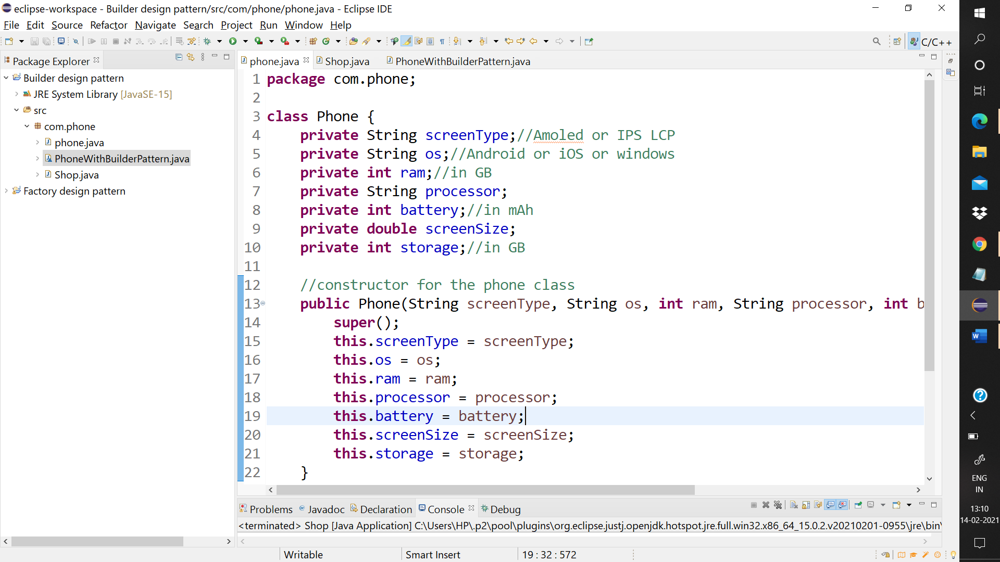 eclipse-workspace - Builder design pattern/src/com/phone/phone.java - Eclipse IDE
File Edit Source Refactor Navigate Search Project Run Window Help
C/C++
Package Explorer
phone.java Shop.java PhoneWithBuilderPattern.java
Builder design pattern
JRE System Library [JavaSE-15]
src
com.phone
phone.java
PhoneWithBuilderPattern.java
Shop.java
Factory design pattern
1 package com.phone;
2
3 class Phone {
4 private String screenType;//Amoled or IPS LCP
5 private String os;//Android or iOS or windows
6 private int ram;//in GB
7 private String processor;
8 private int battery;//in mAh
9 private double screenSize;
10 private int storage;//in GB
11
12 //constructor for the phone class
13 public Phone(String screenType, String os, int ram, String processor, int b
14 super();
15 this.screenType = screenType;
16 this.os = os;
17 this.ram = ram;
18 this.processor = processor;
19 this.battery = battery;
20 this.screenSize = screenSize;
21 this.storage = storage;
22 }
Problems Javadoc Declaration Console Debug
<terminated> Shop [Java Application] C:\Users\HP\.p2\pool\plugins\org.eclipse.justj.openjdk.hotspot.jre.full.win32.x86_64_15.0.2.v20210201-0955\jre\bin\
Writable Smart Insert 19 : 32 : 572
ENG
IN
13:10
14-02-2021